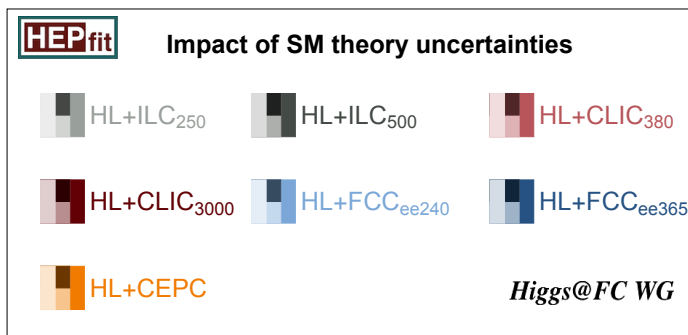 HEPfit Impact of SM theory uncertainties
HL+ILC250 HL+ILC500 HL+CLIC380
HL+CLIC3000 HL+FCCee240 HL+FCCee365
HL+CEPC Higgs@FC WG